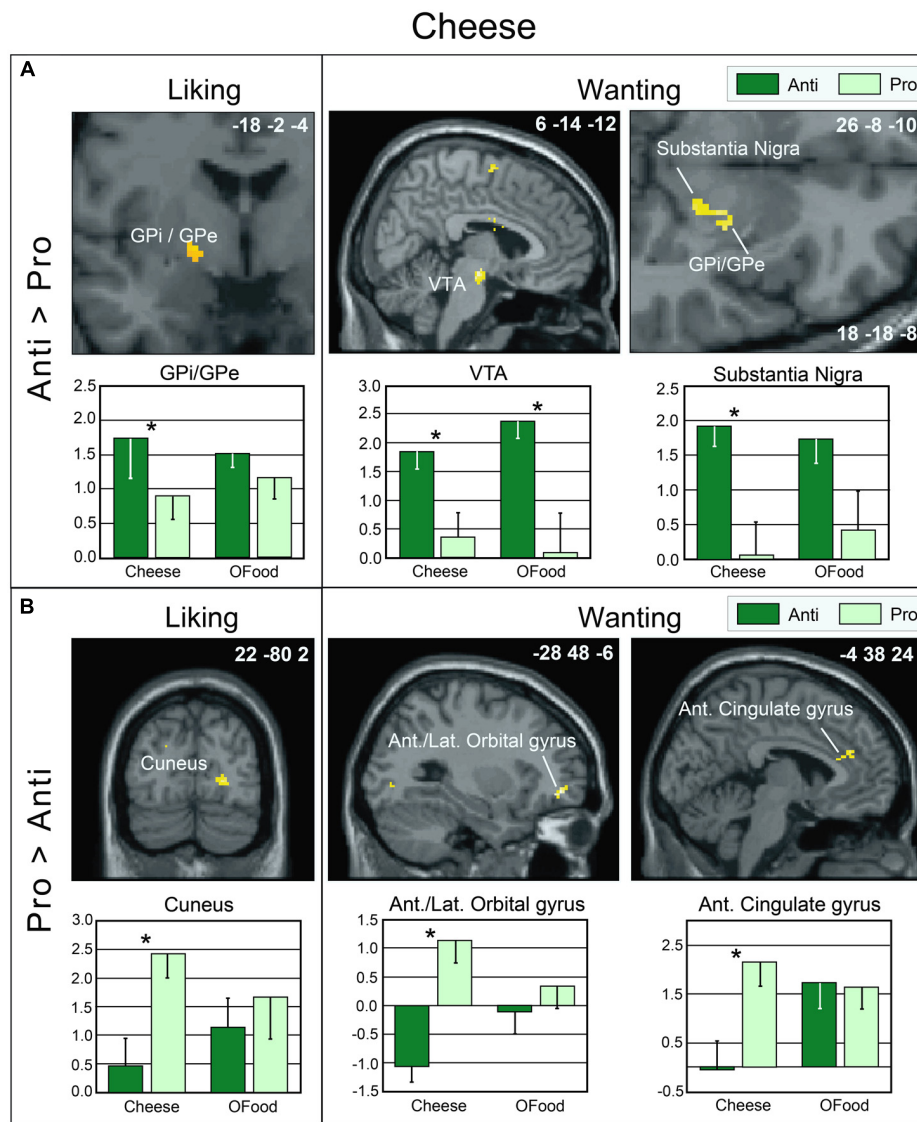 Cheese
A
Liking
Wanting
Anti
Pro
Anti > Pro
-18 -2 -4
GPi / GPe
6 -14 -12
VTA
26 -8 -10
Substantia Nigra
GPi/GPe
18 -18 -8
GPi/GPe
2.5
2.0
1.5
1.0
0.5
0.0
*
Cheese OFood
VTA
3.0
2.5
2.0
1.5
1.0
0.5
0.0
* *
Cheese OFood
Substantia Nigra
2.5
2.0
1.5
1.0
0.5
0.0
*
Cheese OFood
B
Liking
Wanting
Anti
Pro
Pro > Anti
22 -80 2
Cuneus
-28 48 -6
Ant./Lat. Orbital gyrus
-4 38 24
Ant. Cingulate gyrus
Cuneus
3.0
2.5
2.0
1.5
1.0
0.5
0.0
*
Cheese OFood
Ant./Lat. Orbital gyrus
1.5
1.0
0.5
0.0
-0.5
-1.0
-1.5
*
Cheese OFood
Ant. Cingulate gyrus
2.5
1.5
0.5
-0.5
*
Cheese OFood